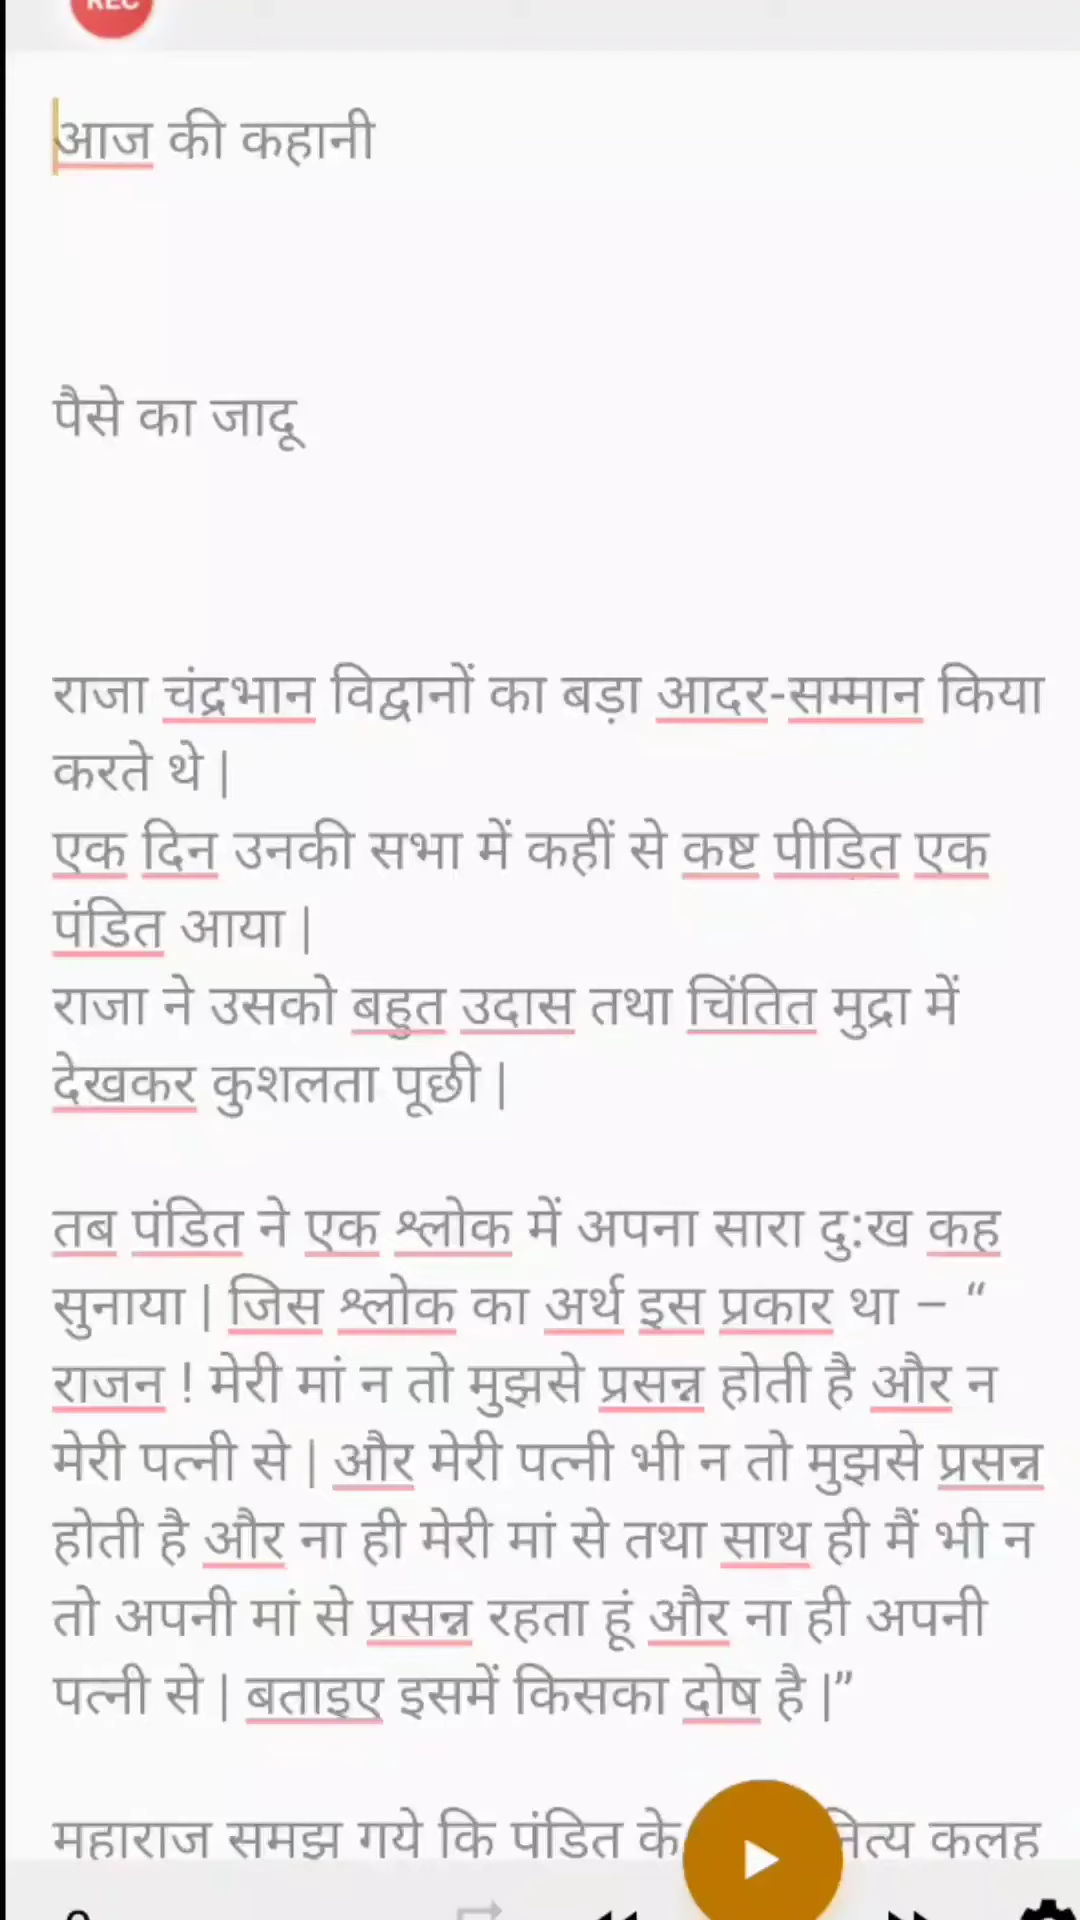 REC
आज की कहानी
पैसे का जादू
राजा चंद्रभान विद्वानों का बड़ा आदर-सम्मान किया
करते थे |
एक दिन उनकी सभा में कहीं से कष्ट पीडि़त एक
पंडित आया |
राजा ने उसको बहुत उदास तथा चिंतित मुद्रा में
देखकर कुशलता पूछी |
तब पंडित ने एक श्लोक में अपना सारा दु:ख कह
सुनाया | जिस श्लोक का अर्थ इस प्रकार था – “
राजन ! मेरी मां न तो मुझसे प्रसन्न होती है और न
मेरी पत्नी से | और मेरी पत्नी भी न तो मुझसे प्रसन्न
होती है और ना ही मेरी मां से तथा साथ ही मैं भी न
तो अपनी मां से प्रसन्न रहता हूं और ना ही अपनी
पत्नी से | बताइए इसमें किसका दोष है |”
महाराज समझ गये कि पंडित के कलह